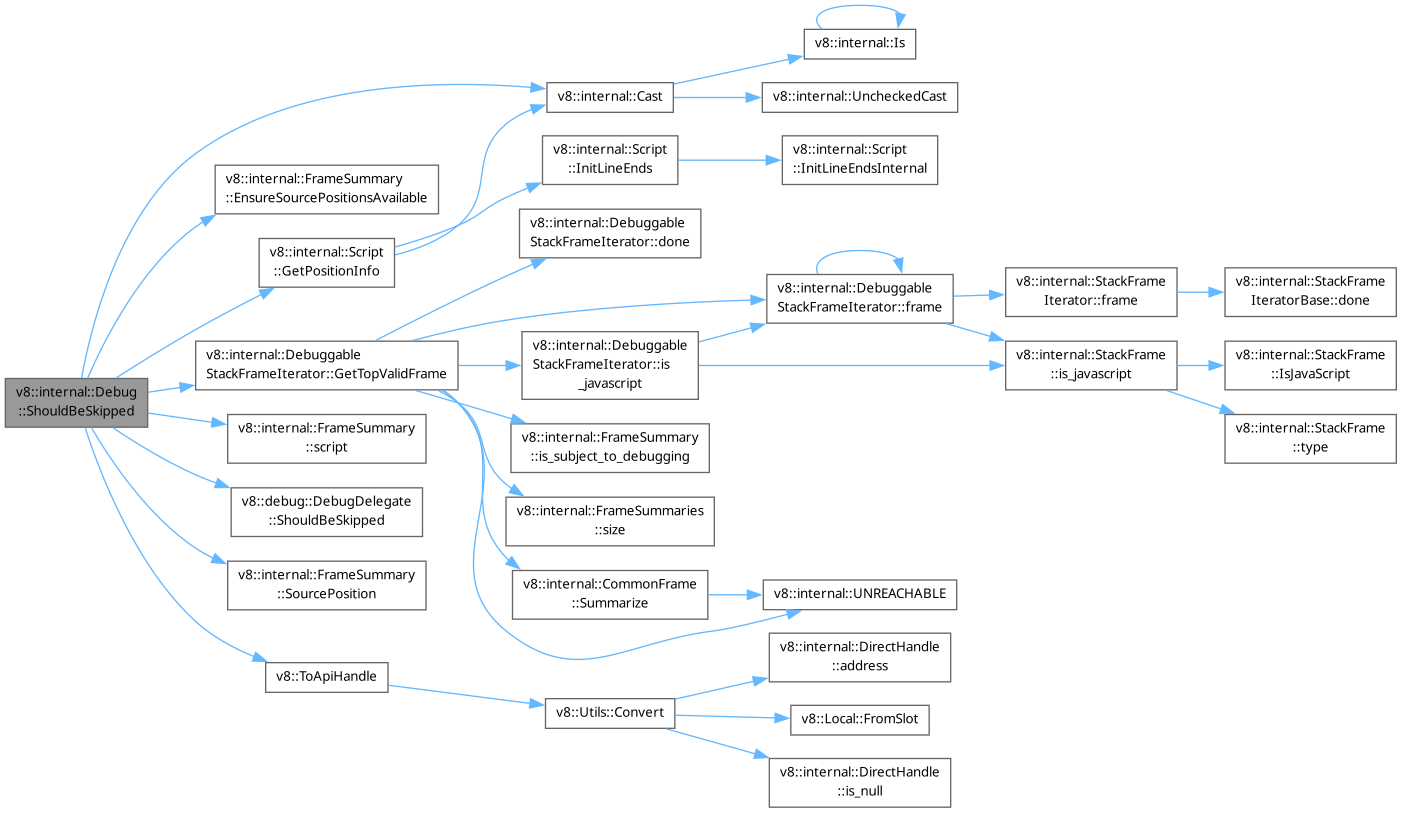 v8::internal::Debug
::ShouldBeSkipped
v8::internal::Cast
v8::internal::Is
v8::internal::UncheckedCast
v8::internal::FrameSummary
::EnsureSourcePositionsAvailable
v8::internal::Script
::GetPositionInfo
v8::internal::Script
::InitLineEnds
v8::internal::Script
::InitLineEndsInternal
v8::internal::Debuggable
StackFrameIterator::GetTopValidFrame
v8::internal::Debuggable
StackFrameIterator::done
v8::internal::Debuggable
StackFrameIterator::frame
v8::internal::StackFrame
Iterator::frame
v8::internal::StackFrame
IteratorBase::done
v8::internal::Debuggable
StackFrameIterator::is
_javascript
v8::internal::StackFrame
::is_javascript
v8::internal::StackFrame
::IsJavaScript
v8::internal::StackFrame
::type
v8::internal::FrameSummary
::is_subject_to_debugging
v8::internal::FrameSummaries
::size
v8::internal::CommonFrame
::Summarize
v8::internal::UNREACHABLE
v8::internal::FrameSummary
::script
v8::debug::DebugDelegate
::ShouldBeSkipped
v8::internal::FrameSummary
::SourcePosition
v8::ToApiHandle
v8::Utils::Convert
v8::internal::DirectHandle
::address
v8::Local::FromSlot
v8::internal::DirectHandle
::is_null